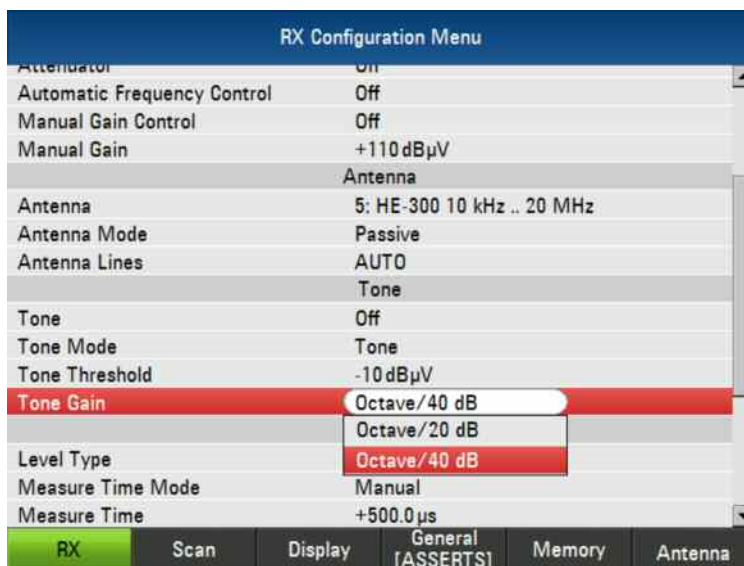 RX Configuration Menu
Attenuator On
Automatic Frequency Control Off
Manual Gain Control Off
Manual Gain +110 dBµV
Antenna
Antenna 5: HE-300 10 kHz .. 20 MHz
Antenna Mode Passive
Antenna Lines AUTO
Tone
Tone Off
Tone Mode Tone
Tone Threshold -10 dBµV
Tone Gain Octave/40 dB
Octave/20 dB
Level Type Octave/40 dB
Measure Time Mode Manual
Measure Time +500.0 µs
RX Scan Display General [ASSERTS] Memory Antenna